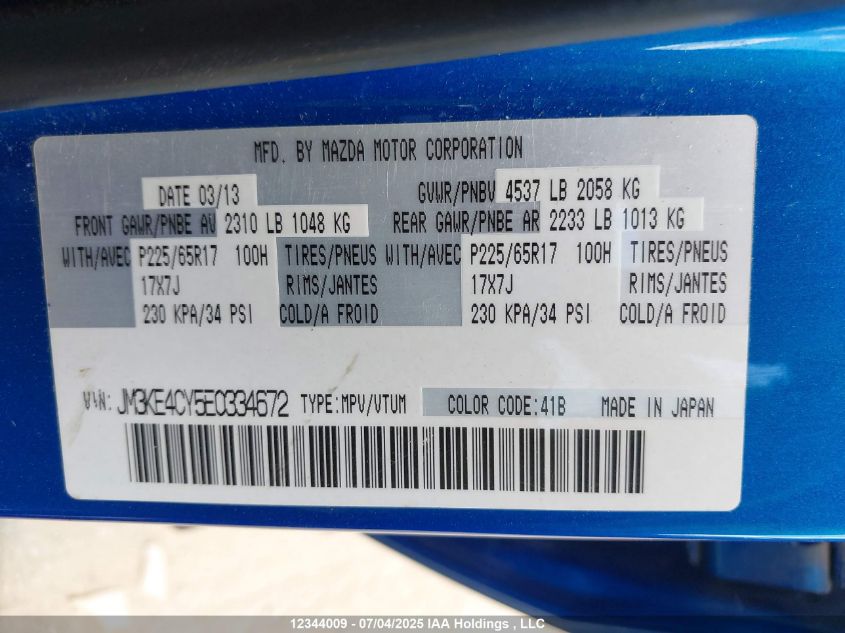 MFD. BY MAZDA MOTOR CORPORATION
DATE 03/13 GVWR/PNBV 4537 LB 2058 KG
FRONT GAWR/PNBE AV 2310 LB 1048 KG REAR GAWR/PNBE AR 2233 LB 1013 KG
WITH/AVEC P225/65R17 100H TIRES/PNEUS WITH/AVEC P225/65R17 100H TIRES/PNEUS
17X7J RIMS/JANTES 17X7J RIMS/JANTES
230 KPA/34 PSI COLD/A FROID 230 KPA/34 PSI COLD/A FROID
VIN: JM3KE4CY5E0334672 TYPE:MPV/VTUM COLOR CODE:41B MADE IN JAPAN
12344009 - 07/04/2025 IAA Holdings , LLC